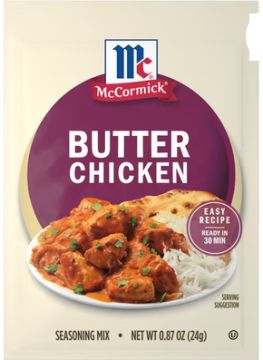 Mc
McCormick®
BUTTER
CHICKEN
EASY
RECIPE
READY IN
30 MIN
SERVING
SUGGESTION
SEASONING MIX • NET WT 0.87 OZ (24g)
U